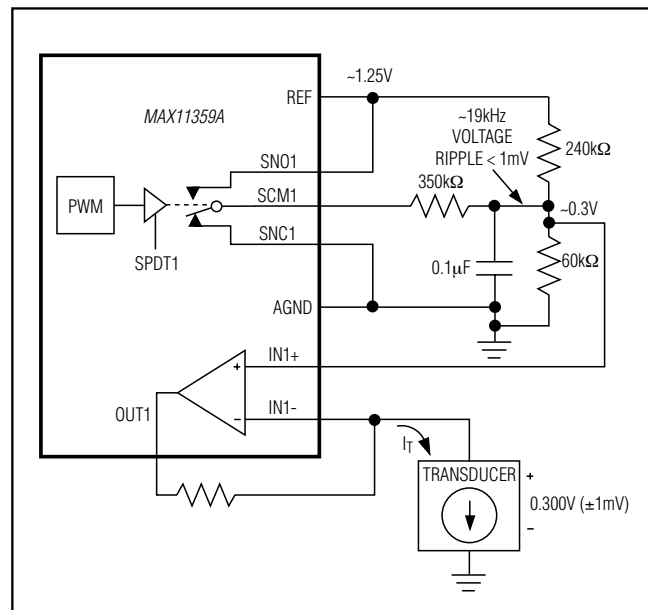 ~1.25V
REF
MAX11359A
~19kHz
VOLTAGE
RIPPLE < 1mV
240kΩ
SNO1
350kΩ
PWM
SCM1
~0.3V
SNC1
SPDT1
0.1μF
60kΩ
AGND
IN1+
+
OUT1
IN1-
-
IT
TRANSDUCER
+
0.300V (±1mV)
-